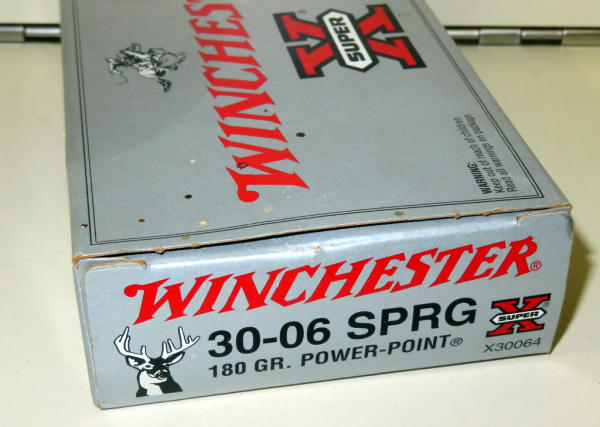 WINCHESTER
SUPER X
WARNING:
Keep out of reach of children.
Read all warnings on package.
WINCHESTER®
30-06 SPRG
180 GR. POWER-POINT®
SUPER X®
X30064